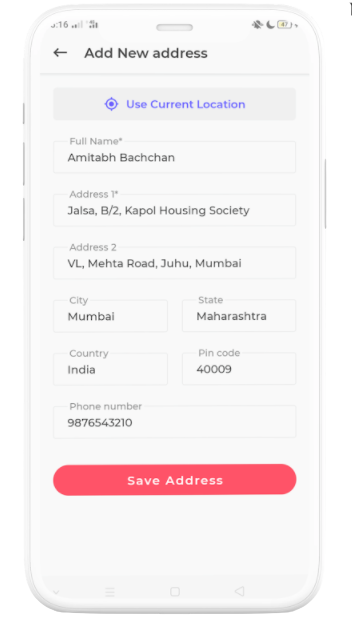 Add New address
Use Current Location
Full Name*
Amitabh Bachchan
Address 1*
Jalsa, B/2, Kapol Housing Society
Address 2
VL, Mehta Road, Juhu, Mumbai
City
State
Mumbai
Maharashtra
Country
Pin code
India
40009
Phone number
9876543210
Save Address